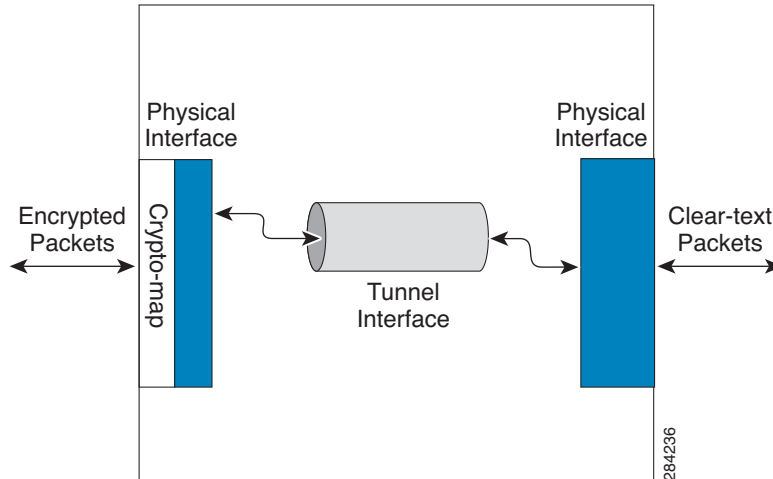 Physical
Interface
Physical
Interface
Encrypted
Packets
Crypto-map
Clear-text
Packets
Tunnel
Interface
284236